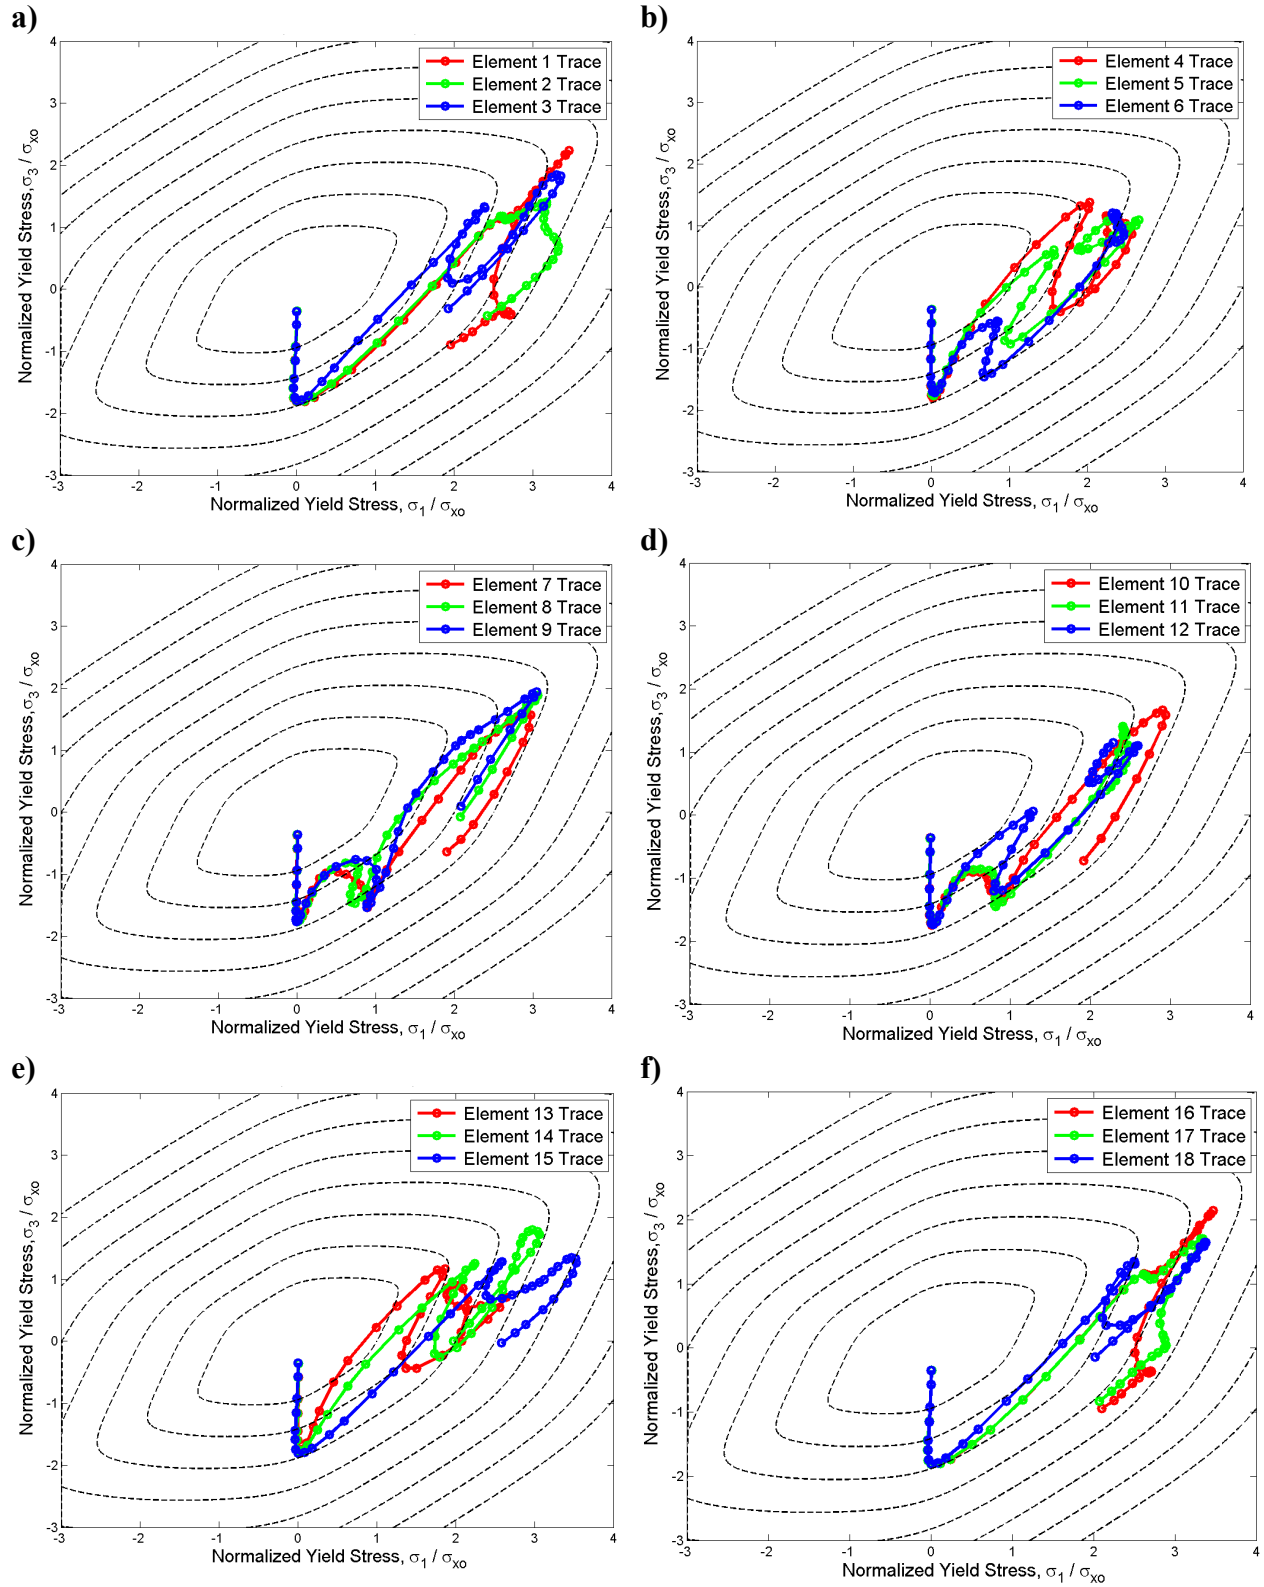 a)
Element 1 Trace
Element 2 Trace
Element 3 Trace
4
3
2
1
0
-1
-2
-3
-3 -2 -1 0 1 2 3 4
Normalized Yield Stress,σ3 / σxo
Normalized Yield Stress, σ1 / σxo
b)
Element 4 Trace
Element 5 Trace
Element 6 Trace
4
3
2
1
0
-1
-2
-3
-3 -2 -1 0 1 2 3 4
Normalized Yield Stress,σ3 / σxo
Normalized Yield Stress, σ1 / σxo
c)
Element 7 Trace
Element 8 Trace
Element 9 Trace
4
3
2
1
0
-1
-2
-3
-3 -2 -1 0 1 2 3 4
Normalized Yield Stress,σ3 / σxo
Normalized Yield Stress, σ1 / σxo
d)
Element 10 Trace
Element 11 Trace
Element 12 Trace
4
3
2
1
0
-1
-2
-3
-3 -2 -1 0 1 2 3 4
Normalized Yield Stress,σ3 / σxo
Normalized Yield Stress, σ1 / σxo
e)
Element 13 Trace
Element 14 Trace
Element 15 Trace
4
3
2
1
0
-1
-2
-3
-3 -2 -1 0 1 2 3 4
Normalized Yield Stress,σ3 / σxo
Normalized Yield Stress, σ1 / σxo
f)
Element 16 Trace
Element 17 Trace
Element 18 Trace
4
3
2
1
0
-1
-2
-3
-3 -2 -1 0 1 2 3 4
Normalized Yield Stress,σ3 / σxo
Normalized Yield Stress, σ1 / σxo